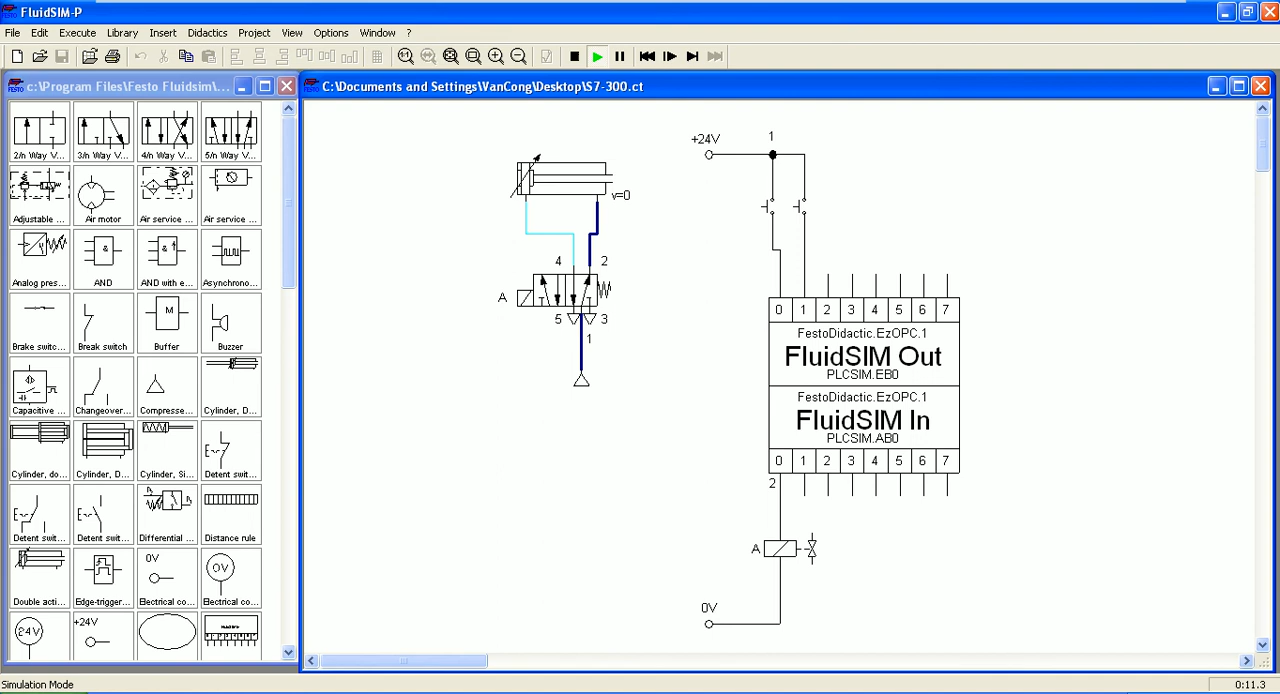 FluidSIM-P
File Edit Execute Library Insert Didactics Project View Options Window ?
1:1
FESTO c:\Program Files\Festo Fluidsim\...
2/n Way V... 3/n Way V... 4/n Way V... 5/n Way V...
Adjustable ... Air motor Air service ... Air service ...
& & ↑
Analog pres... AND AND with e... Asynchrono...
M
Brake switc... Break switch Buffer Buzzer
Capacitive ... Changeover... Compresse... Cylinder, D...
Cylinder, do... Cylinder, D... Cylinder, Si... Detent swit...
Detent swit... Detent swit... Differential ... Distance rule
0V 0V
Double acti... Edge-trigger... Electrical co... Electrical co...
24V +24V
FESTO C:\Documents and Settings\VanCong\Desktop\S7-300.ct
+24V 1
v=0
4 2
A
5 3
1
0 1 2 3 4 5 6 7
FestoDidactic.EzOPC.1
FluidSIM Out
PLCSIM.EB0
FestoDidactic.EzOPC.1
FluidSIM In
PLCSIM.AB0
0 1 2 3 4 5 6 7
2
A
0V
Simulation Mode 0:11.3